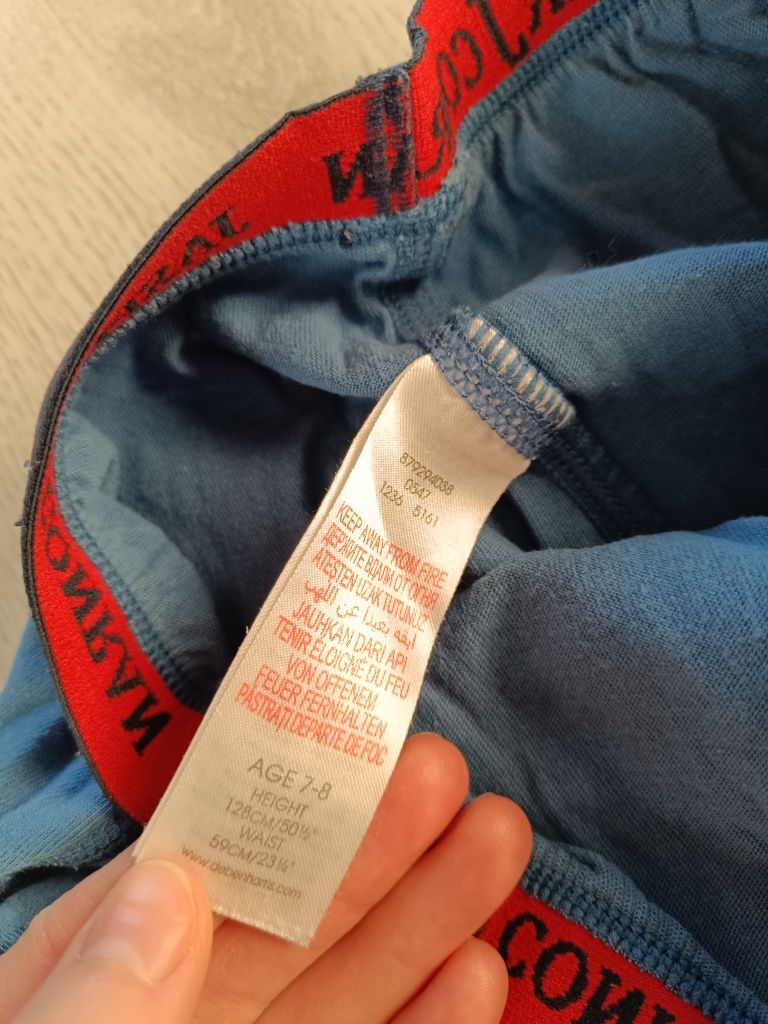 879294038
0547
1236 5161
KEEP AWAY FROM FIRE
ДЕРЖИТЕ ВДАЛИ ОТ ОГНЯ
ATEŞTEN UZAK TUTUNUZ
ابقه بعيدا عن اللهب
JAUHKAN DARI API
TENIR ÉLOIGNÉ DU FEU
VON OFFENEM
FEUER FERNHALTEN
PĂSTRAȚI DEPARTE DE FOC
AGE 7-8
HEIGHT
128CM/50½"
WAIST
59CM/23¼"
www.debenhams.com